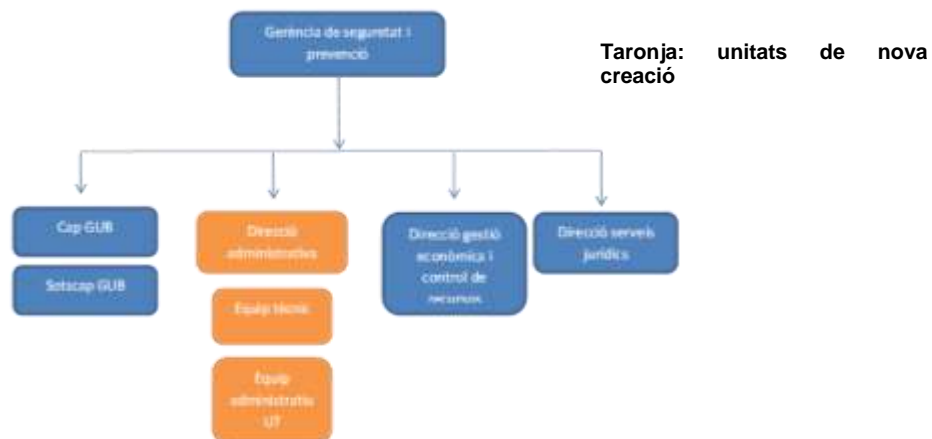 Gerència de seguretat i
prevenció
Taronja: unitats de nova
creació
Cap GUB
Sotscap GUB
Direcció
administrativa
Equip tècnic
Equip
administratiu
UT
Direcció gestió
econòmica i
control de
recursos
Direcció serveis
jurídics